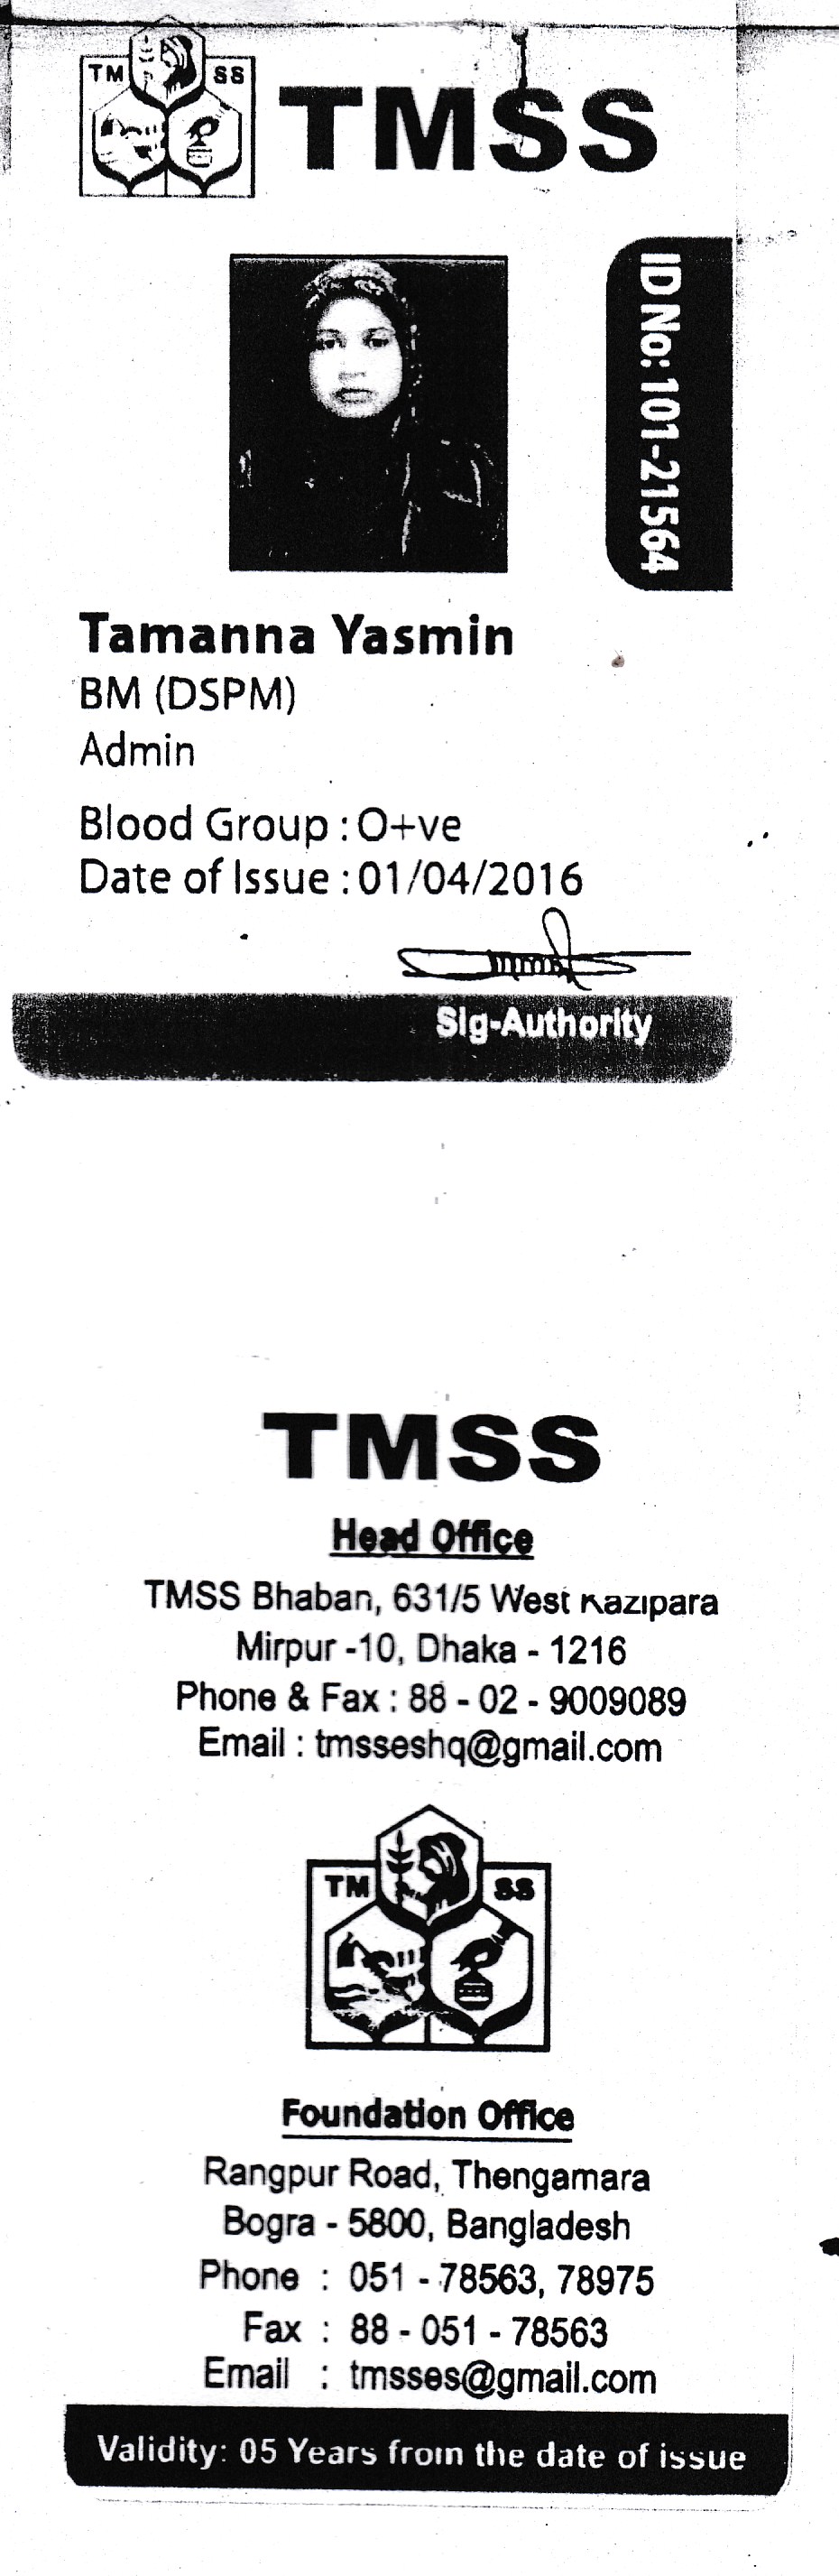 TM SS
TMSS
ID No: 101-21564
Tamanna Yasmin
BM (DSPM)
Admin
Blood Group : O+ve
Date of Issue : 01/04/2016
Sig-Authority
TMSS
Head Office
TMSS Bhaban, 631/5 West Kazipara
Mirpur -10, Dhaka - 1216
Phone & Fax : 88 - 02 - 9009089
Email : tmsseshq@gmail.com
TM SS
Foundation Office
Rangpur Road, Thengamara
Bogra - 5800, Bangladesh
Phone : 051 - 78563, 78975
Fax : 88 - 051 - 78563
Email : tmsses@gmail.com
Validity: 05 Years from the date of issue